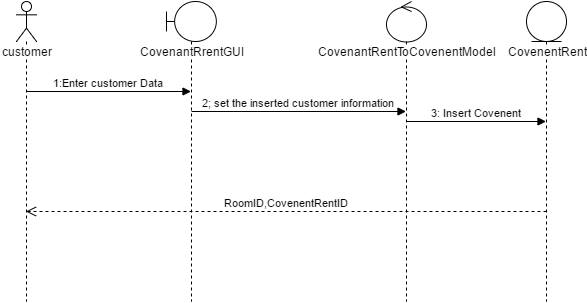 customer
CovenantRrentGUI
CovenantRentToCovenentModel
CovenentRent
1:Enter customer Data
2; set the inserted customer information
3: Insert Covenent
RoomID,CovenentRentID